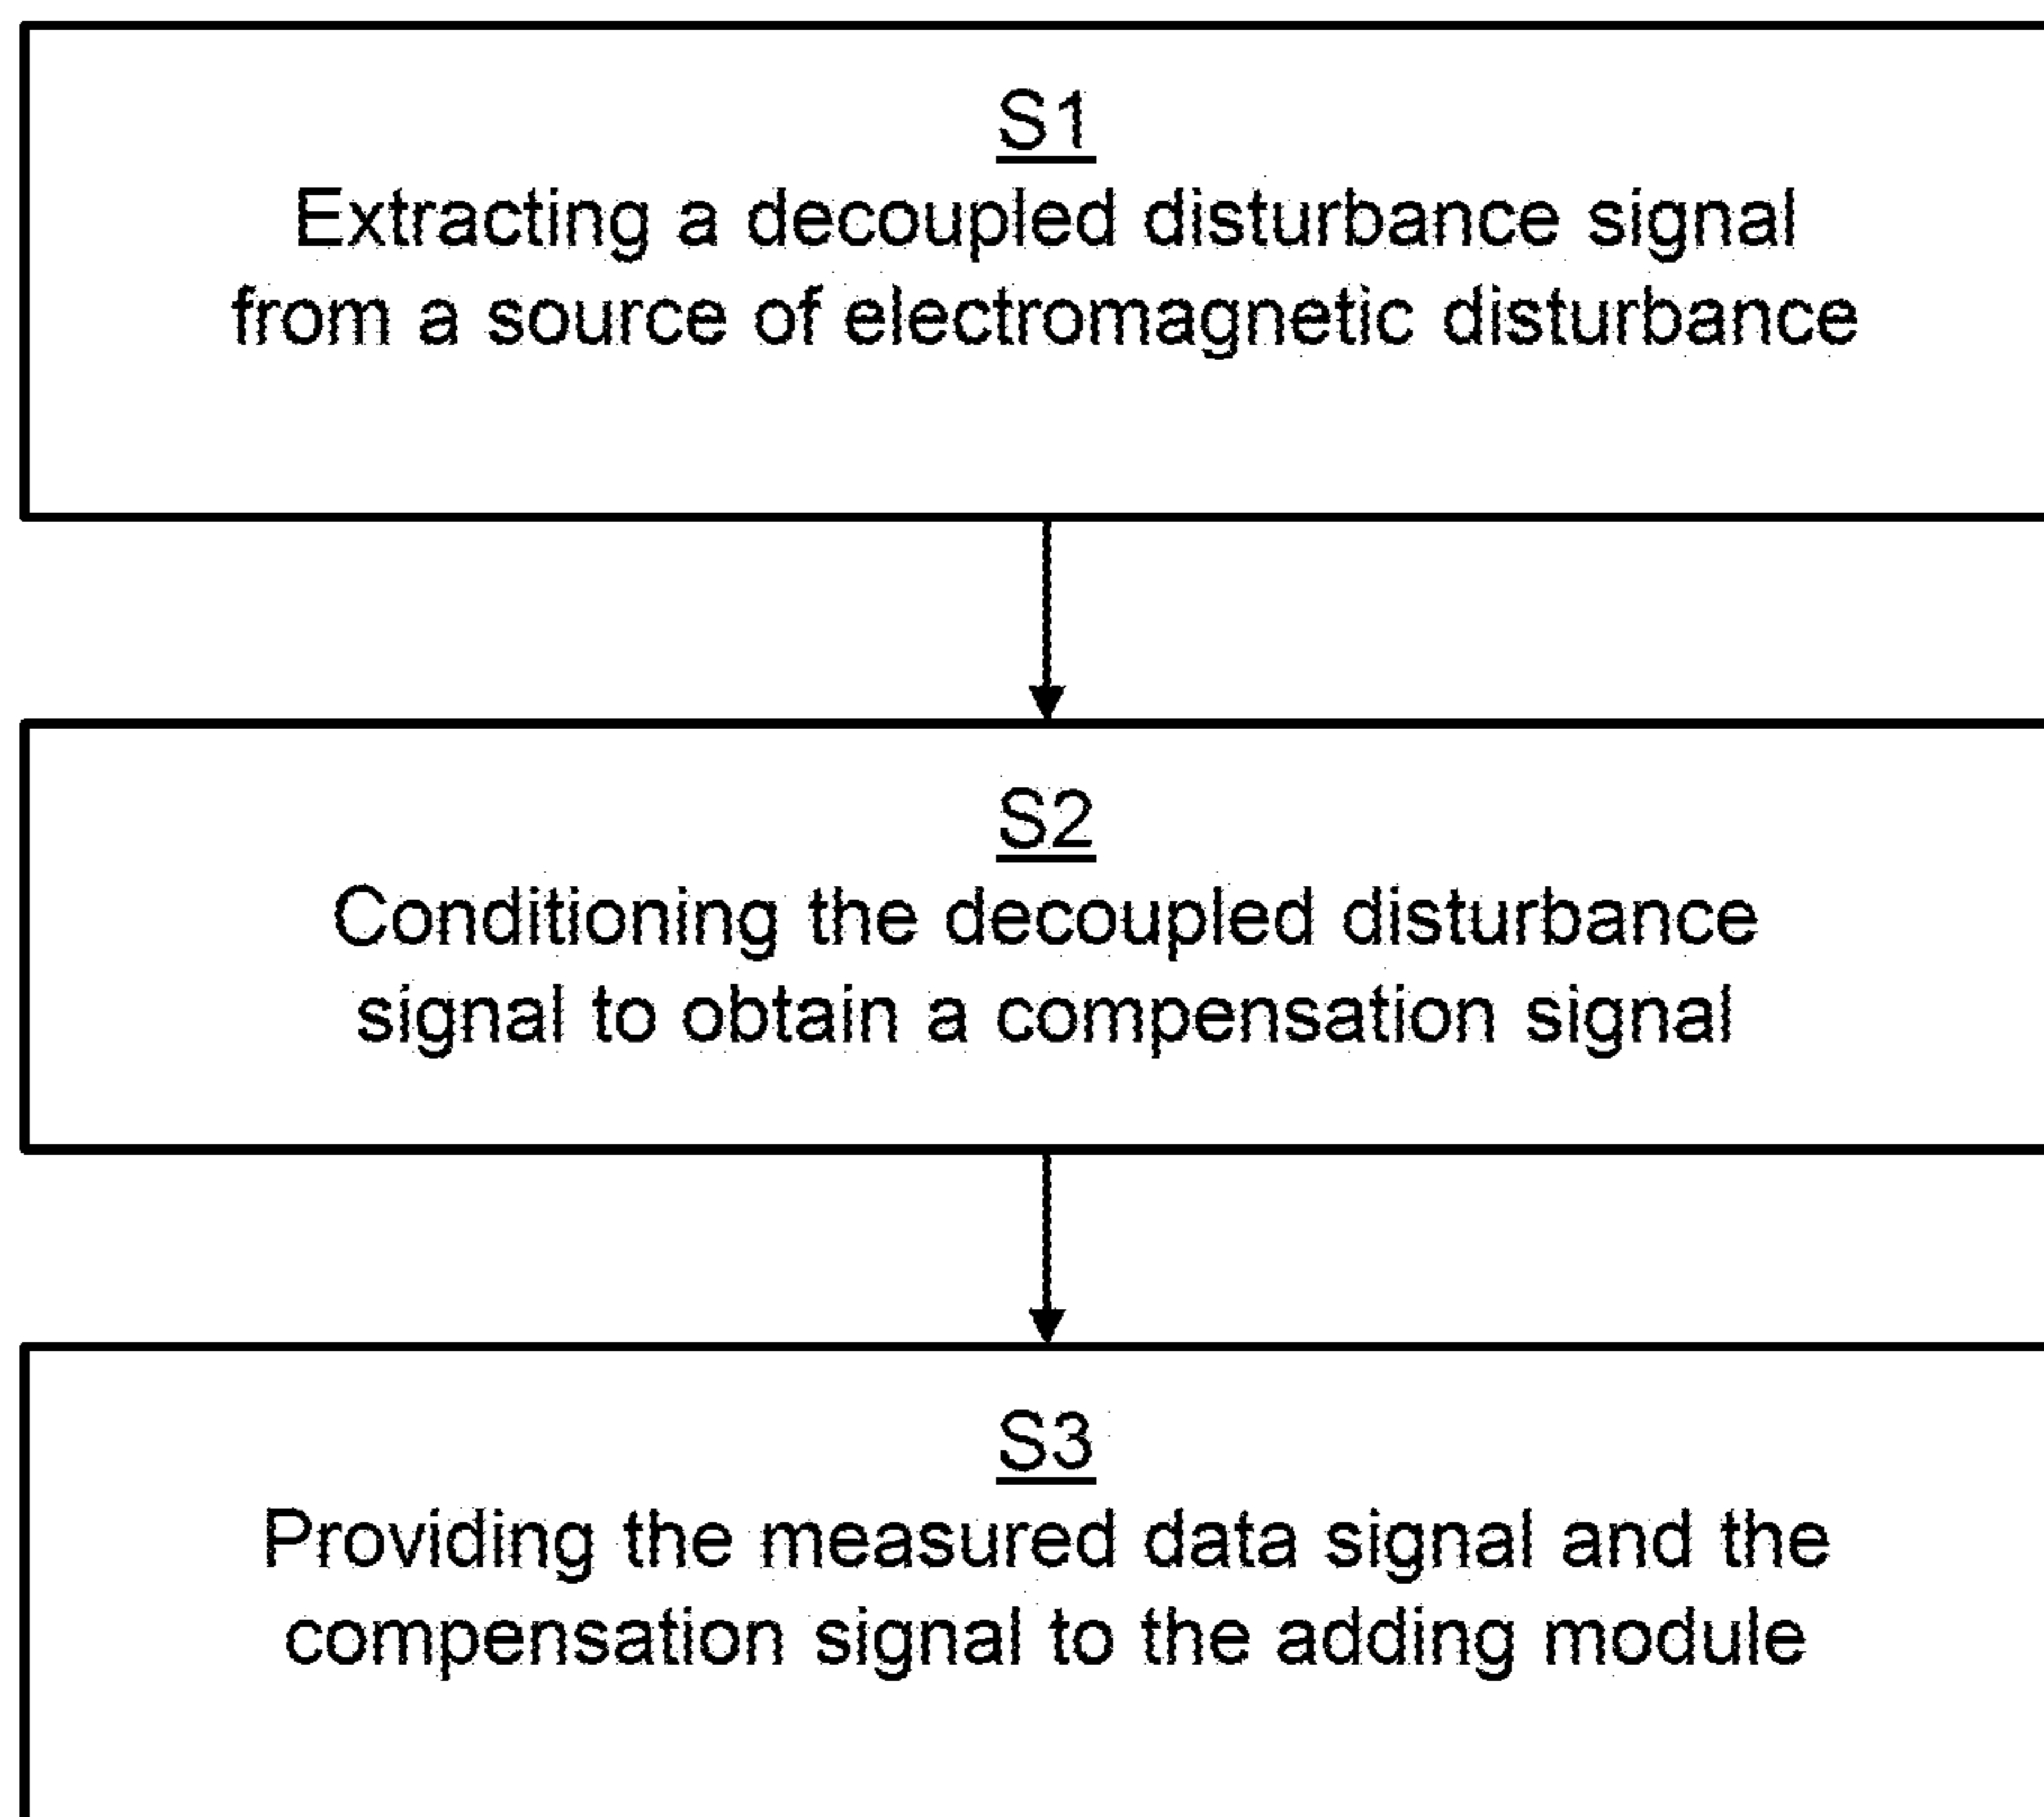 S1
Extracting a decoupled disturbance signal
from a source of electromagnetic disturbance
S2
Conditioning the decoupled disturbance
signal to obtain a compensation signal
S3
Providing the measured data signal and the
compensation signal to the adding module